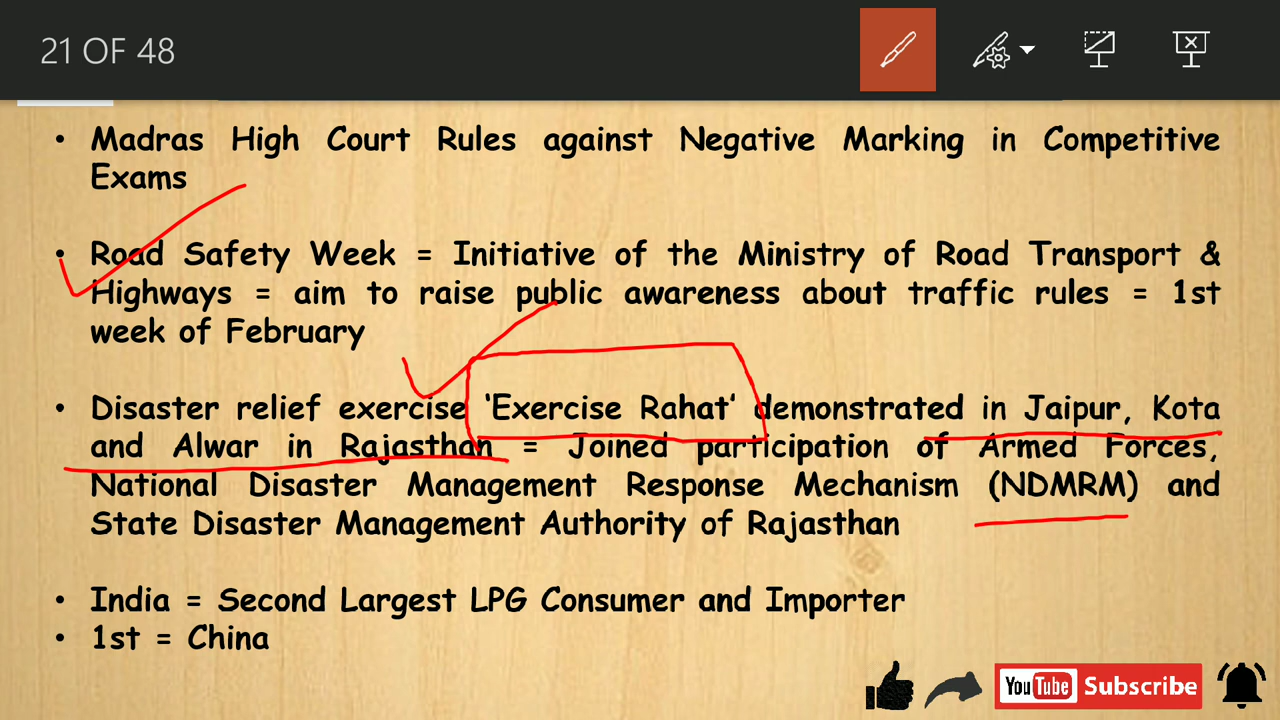 21 OF 48
• Madras High Court Rules against Negative Marking in Competitive
Exams
• Road Safety Week = Initiative of the Ministry of Road Transport &
Highways = aim to raise public awareness about traffic rules = 1st
week of February
• Disaster relief exercise ‘Exercise Rahat’ demonstrated in Jaipur, Kota
and Alwar in Rajasthan = Joined participation of Armed Forces,
National Disaster Management Response Mechanism (NDMRM) and
State Disaster Management Authority of Rajasthan
• India = Second Largest LPG Consumer and Importer
• 1st = China
YouTube Subscribe